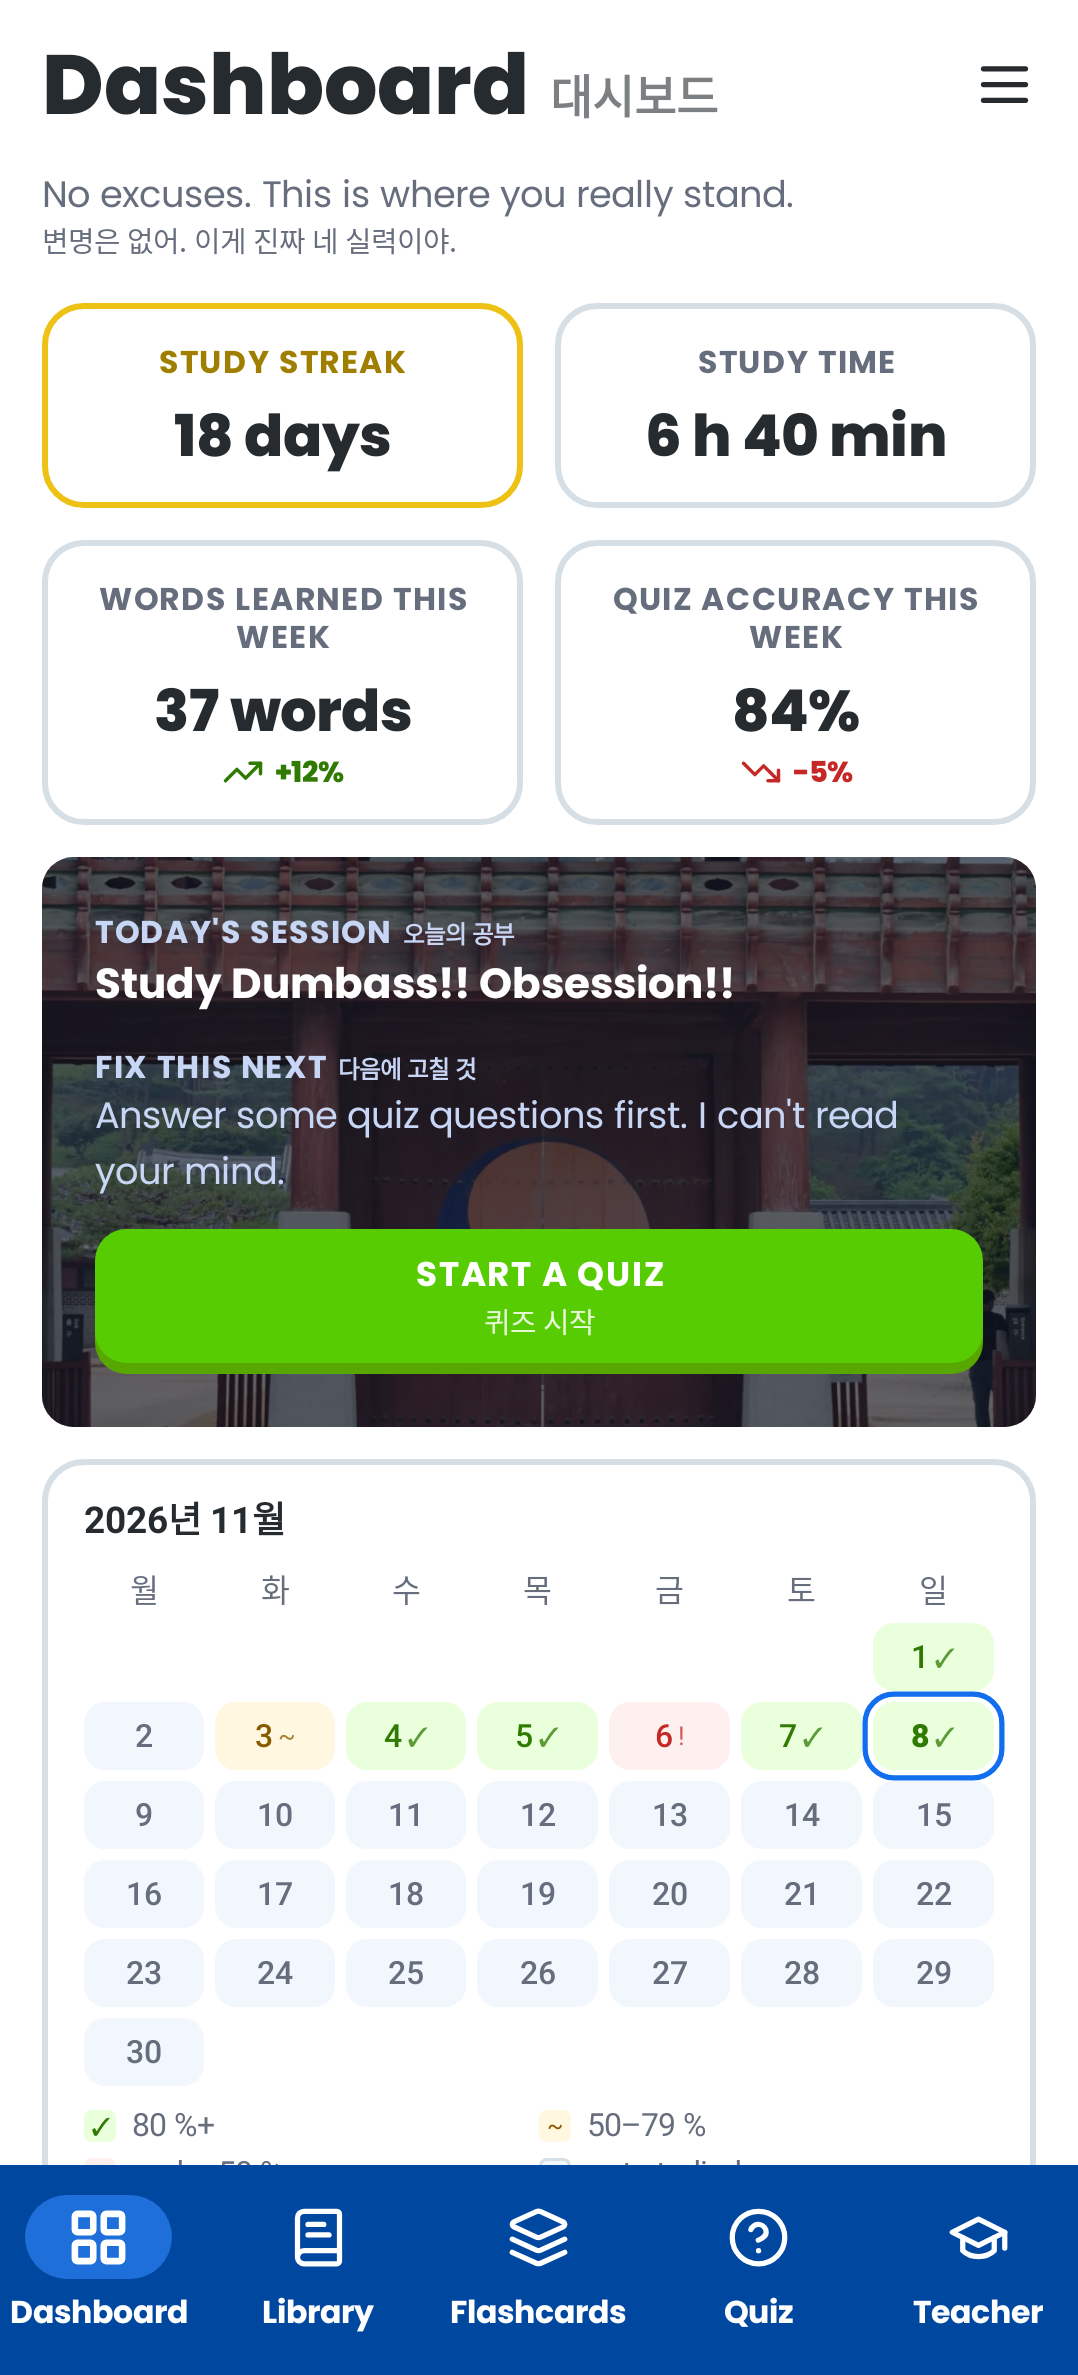 Dashboard 대시보드
No excuses. This is where you really stand.
변명은 없어. 이게 진짜 네 실력이야.
STUDY STREAK
18 days
STUDY TIME
6 h 40 min
WORDS LEARNED THIS
WEEK
37 words
+12%
QUIZ ACCURACY THIS
WEEK
84%
−5%
TODAY'S SESSION 오늘의 공부
Study Dumbass!! Obsession!!
FIX THIS NEXT 다음에 고칠 것
Answer some quiz questions first. I can't read
your mind.
START A QUIZ
퀴즈 시작
2026년 11월
월 화 수 목 금 토 일
1 ✓
2 3 ~ 4 ✓ 5 ✓ 6 ! 7 ✓ 8 ✓
9 10 11 12 13 14 15
16 17 18 19 20 21 22
23 24 25 26 27 28 29
30
✓ 80 %+ ~ 50–79 %
Dashboard Library Flashcards Quiz Teacher